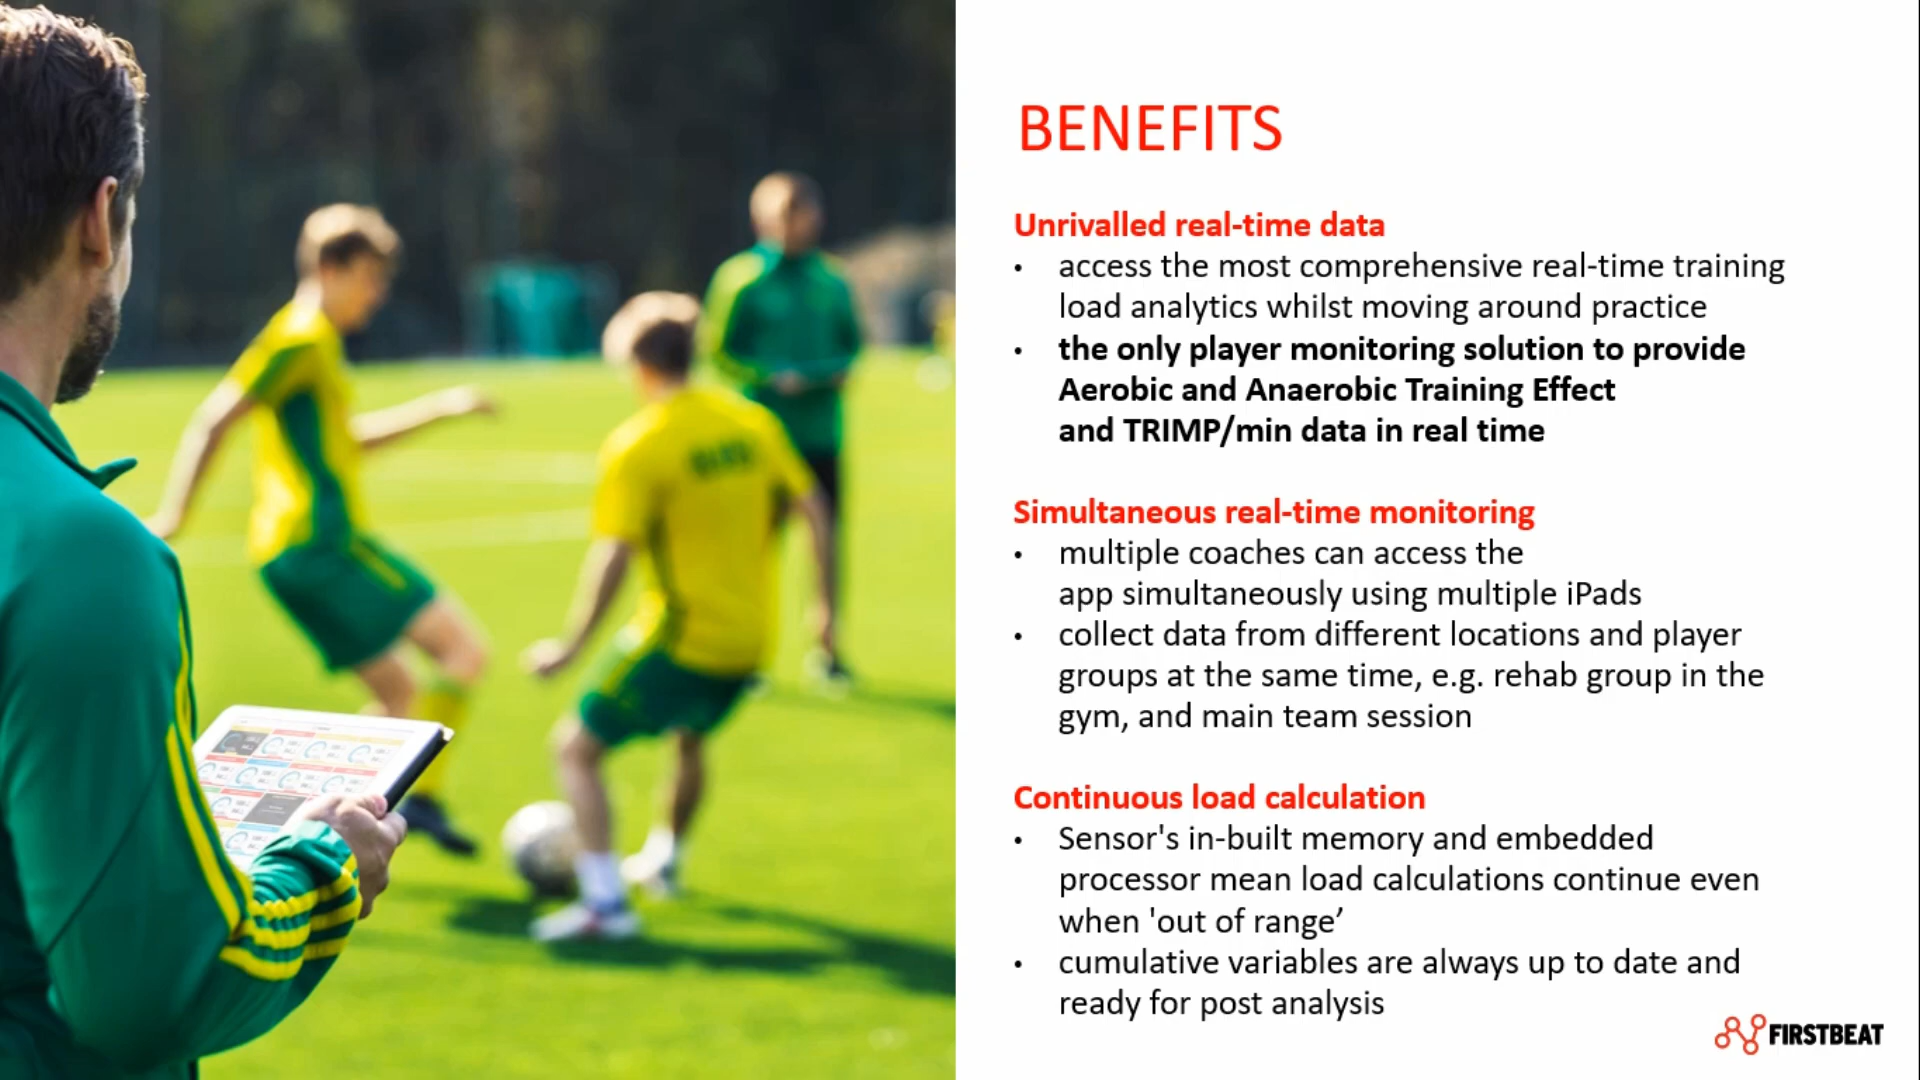 BENEFITS
Unrivalled real-time data
• access the most comprehensive real-time training
load analytics whilst moving around practice
• the only player monitoring solution to provide
Aerobic and Anaerobic Training Effect
and TRIMP/min data in real time
Simultaneous real-time monitoring
• multiple coaches can access the
app simultaneously using multiple iPads
• collect data from different locations and player
groups at the same time, e.g. rehab group in the
gym, and main team session
Continuous load calculation
• Sensor's in-built memory and embedded
processor mean load calculations continue even
when 'out of range’
• cumulative variables are always up to date and
ready for post analysis
FIRSTBEAT